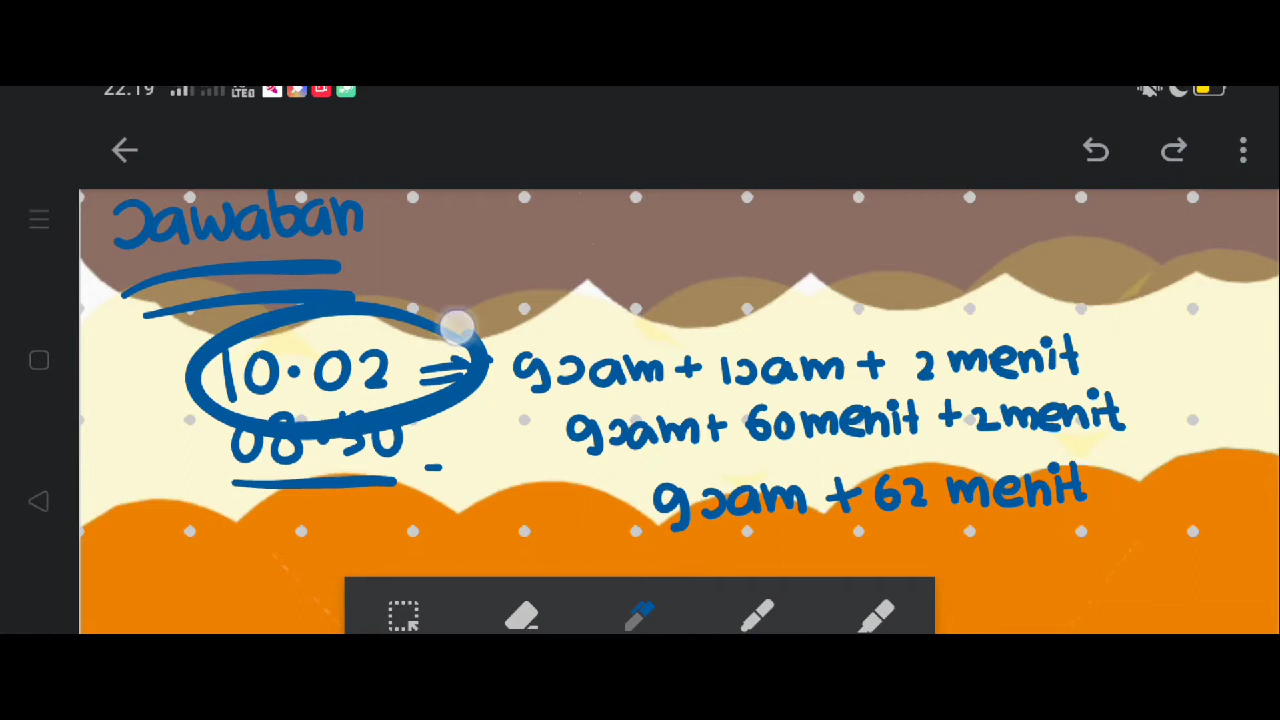 22.19
Jawaban
10.02 ⇒ 9 Jam + 1 Jam + 2 menit
08.30 - 9 Jam + 60 menit + 2 menit
9 Jam + 62 menit